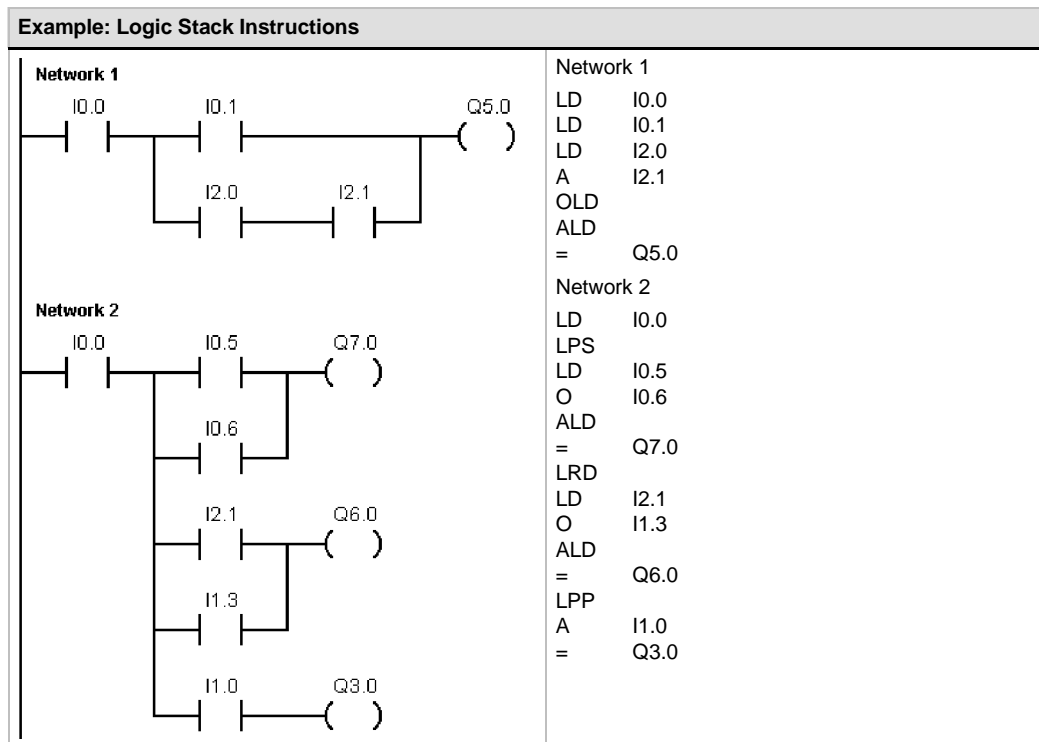 Example: Logic Stack Instructions
Network 1
I0.0 I0.1 Q5.0
I2.0 I2.1
Network 2
I0.0 I0.5 Q7.0
I0.6
I2.1 Q6.0
I1.3
I1.0 Q3.0
Network 1
LD I0.0
LD I0.1
LD I2.0
A I2.1
OLD
ALD
= Q5.0
Network 2
LD I0.0
LPS
LD I0.5
O I0.6
ALD
= Q7.0
LRD
LD I2.1
O I1.3
ALD
= Q6.0
LPP
A I1.0
= Q3.0